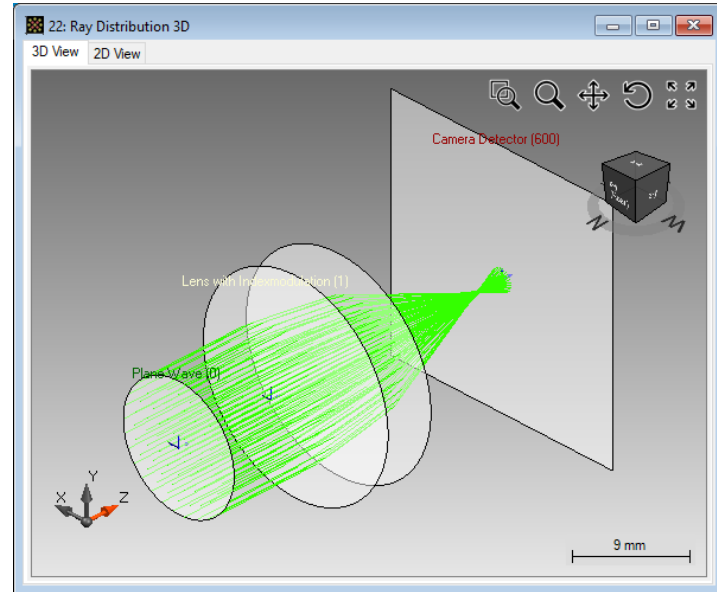 22: Ray Distribution 3D
3D View
2D View
Camera Detector (600)
Lens with Indexmodulation (1)
Plane Wave (0)
X
Y
Z
9 mm